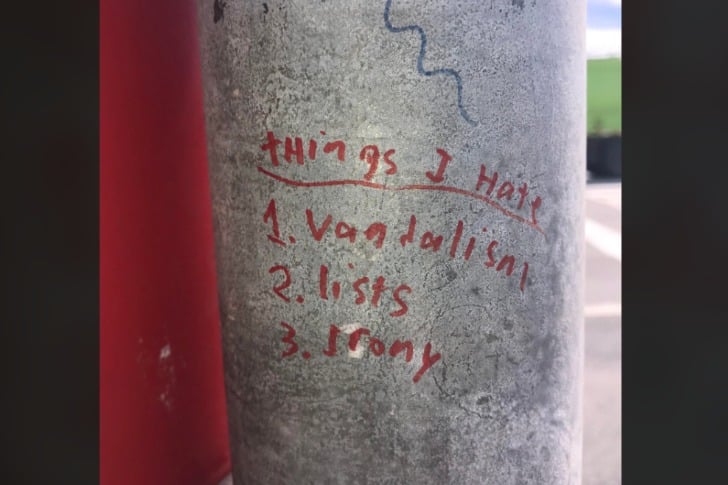 tHings I Hate
1. Vandalism
2. lists
3. Irony